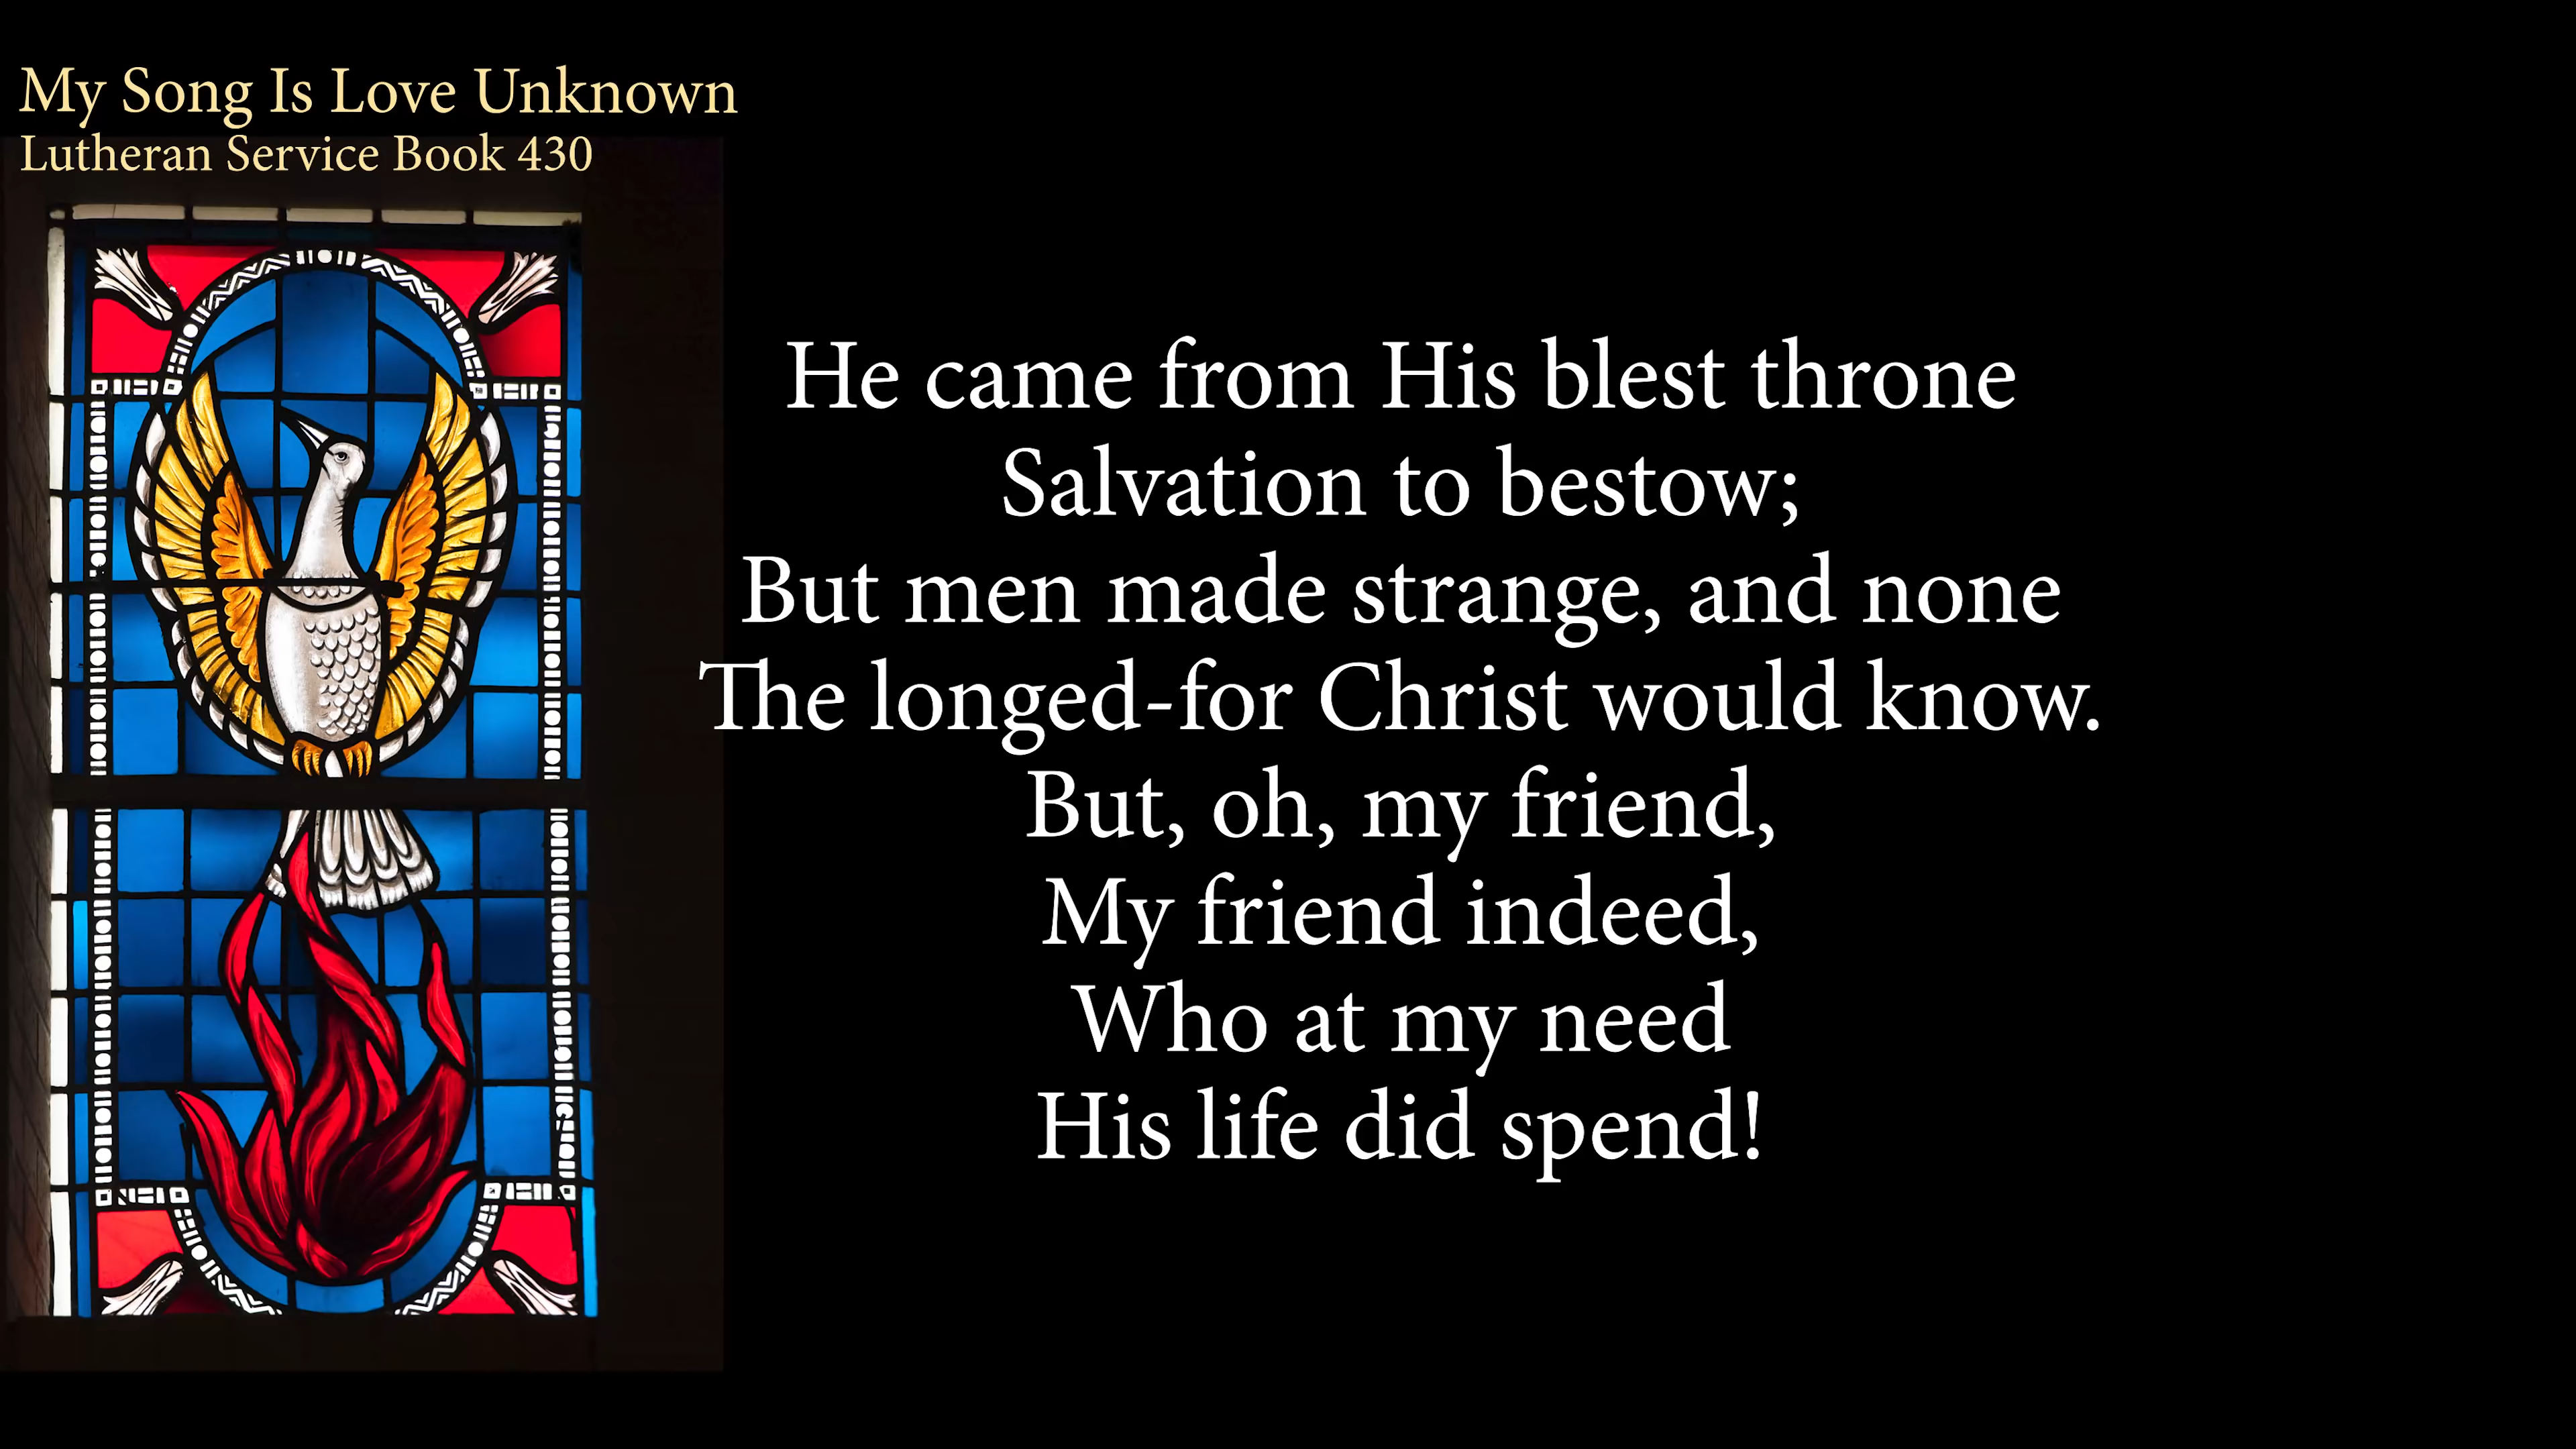 My Song Is Love Unknown
Lutheran Service Book 430
He came from His blest throne
Salvation to bestow;
But men made strange, and none
The longed-for Christ would know.
But, oh, my friend,
My friend indeed,
Who at my need
His life did spend!